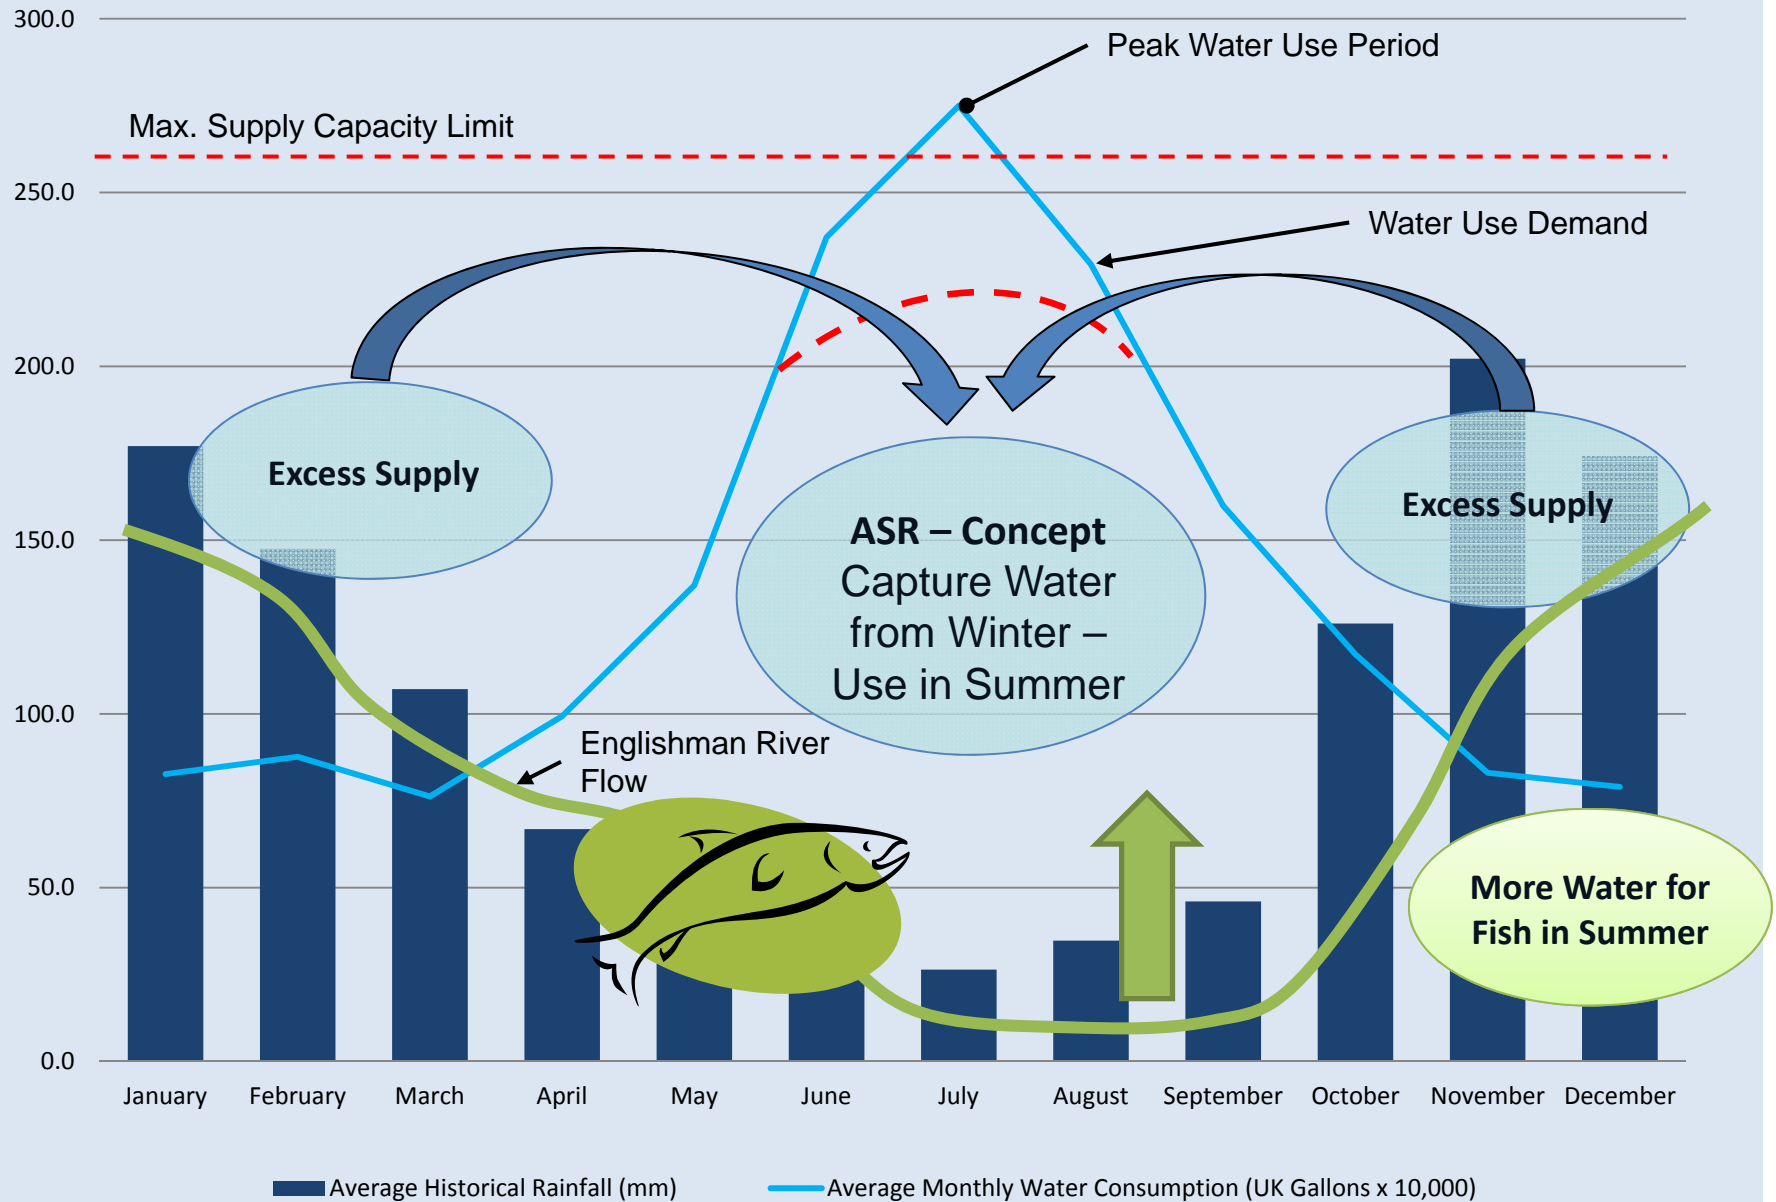 300.0
Peak Water Use Period
Max. Supply Capacity Limit
250.0
Water Use Demand
200.0
Excess Supply
Excess Supply
ASR – Concept
Capture Water
from Winter –
Use in Summer
150.0
100.0
Englishman River
Flow
50.0
More Water for
Fish in Summer
0.0
January February March April May June July August September October November December
Average Historical Rainfall (mm) Average Monthly Water Consumption (UK Gallons x 10,000)